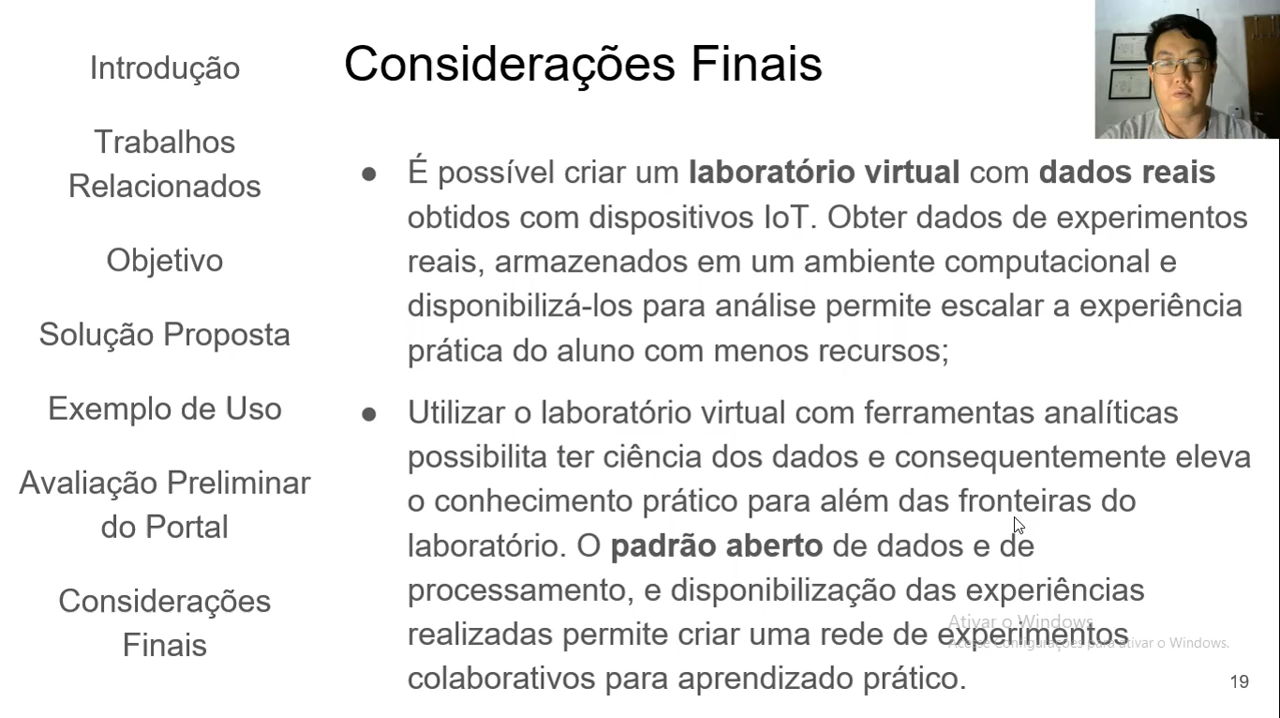 Introdução
Trabalhos
Relacionados
Objetivo
Solução Proposta
Exemplo de Uso
Avaliação Preliminar
do Portal
Considerações
Finais
Considerações Finais
● É possível criar um laboratório virtual com dados reais
obtidos com dispositivos IoT. Obter dados de experimentos
reais, armazenados em um ambiente computacional e
disponibilizá-los para análise permite escalar a experiência
prática do aluno com menos recursos;
● Utilizar o laboratório virtual com ferramentas analíticas
possibilita ter ciência dos dados e consequentemente eleva
o conhecimento prático para além das fronteiras do
laboratório. O padrão aberto de dados e de
processamento, e disponibilização das experiências
realizadas permite criar uma rede de experimentos
colaborativos para aprendizado prático.
Ativar o Windows
Acesse Configurações para ativar o Windows.
19